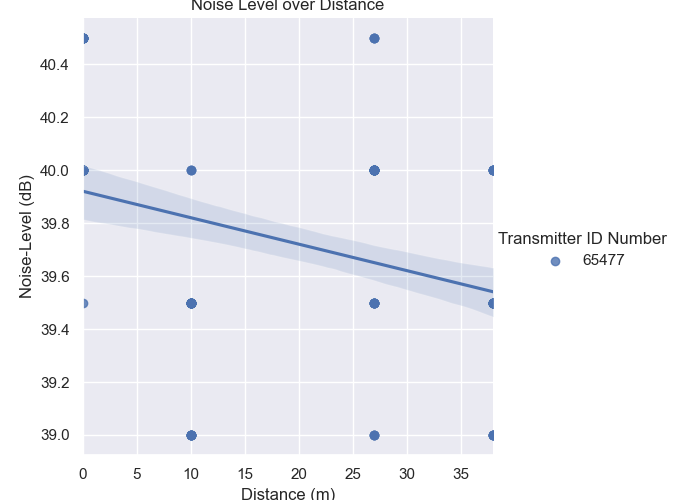 Noise Level over Distance
Noise-Level (dB)
40.4
40.2
40.0
39.8
39.6
39.4
39.2
39.0
0 5 10 15 20 25 30 35
Distance (m)
Transmitter ID Number
65477